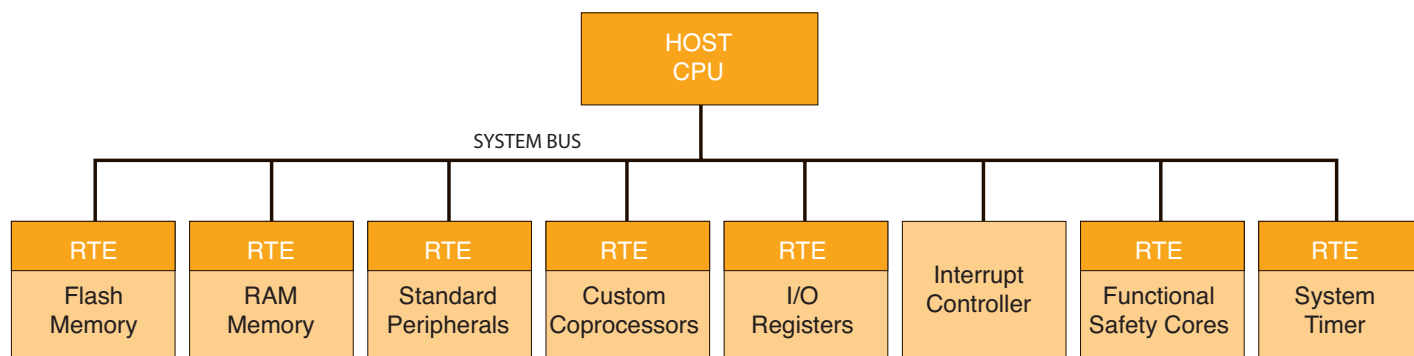 HOST
CPU
SYSTEM BUS
RTE
Flash
Memory
RTE
RAM
Memory
RTE
Standard
Peripherals
RTE
Custom
Coprocessors
RTE
I/O
Registers
Interrupt
Controller
RTE
Functional
Safety Cores
RTE
System
Timer